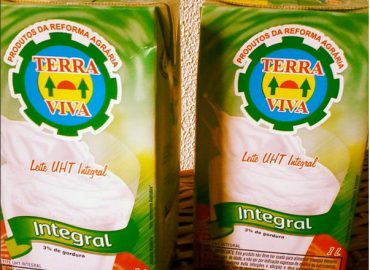 PRODUTOS DA REFORMA AGRÁRIA
TERRA
VIVA
Leite UHT Integral
Integral
3% de gordura
PRODUTOS DA REFORMA AGRÁRIA
TERRA
VIVA
Leite UHT Integral
Integral
3% de gordura
1 L